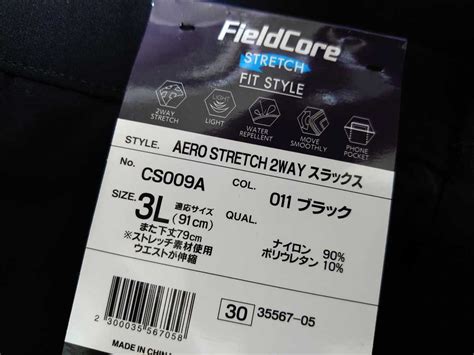 FieldCore
STRETCH
FIT STYLE
2WAY STRETCH
LIGHT
WATER REPELLENT
MOVE SMOOTHLY
PHONE POCKET
STYLE. AERO STRETCH 2WAY スラックス
No. CS009A
COL. 011 ブラック
SIZE. 3L 適応サイズ (91cm)
また下丈79cm
※ストレッチ素材使用
ウエストが伸縮
QUAL.
ナイロン 90%
ポリウレタン 10%
30 35567-05
2300035567058
MADE IN CHINA